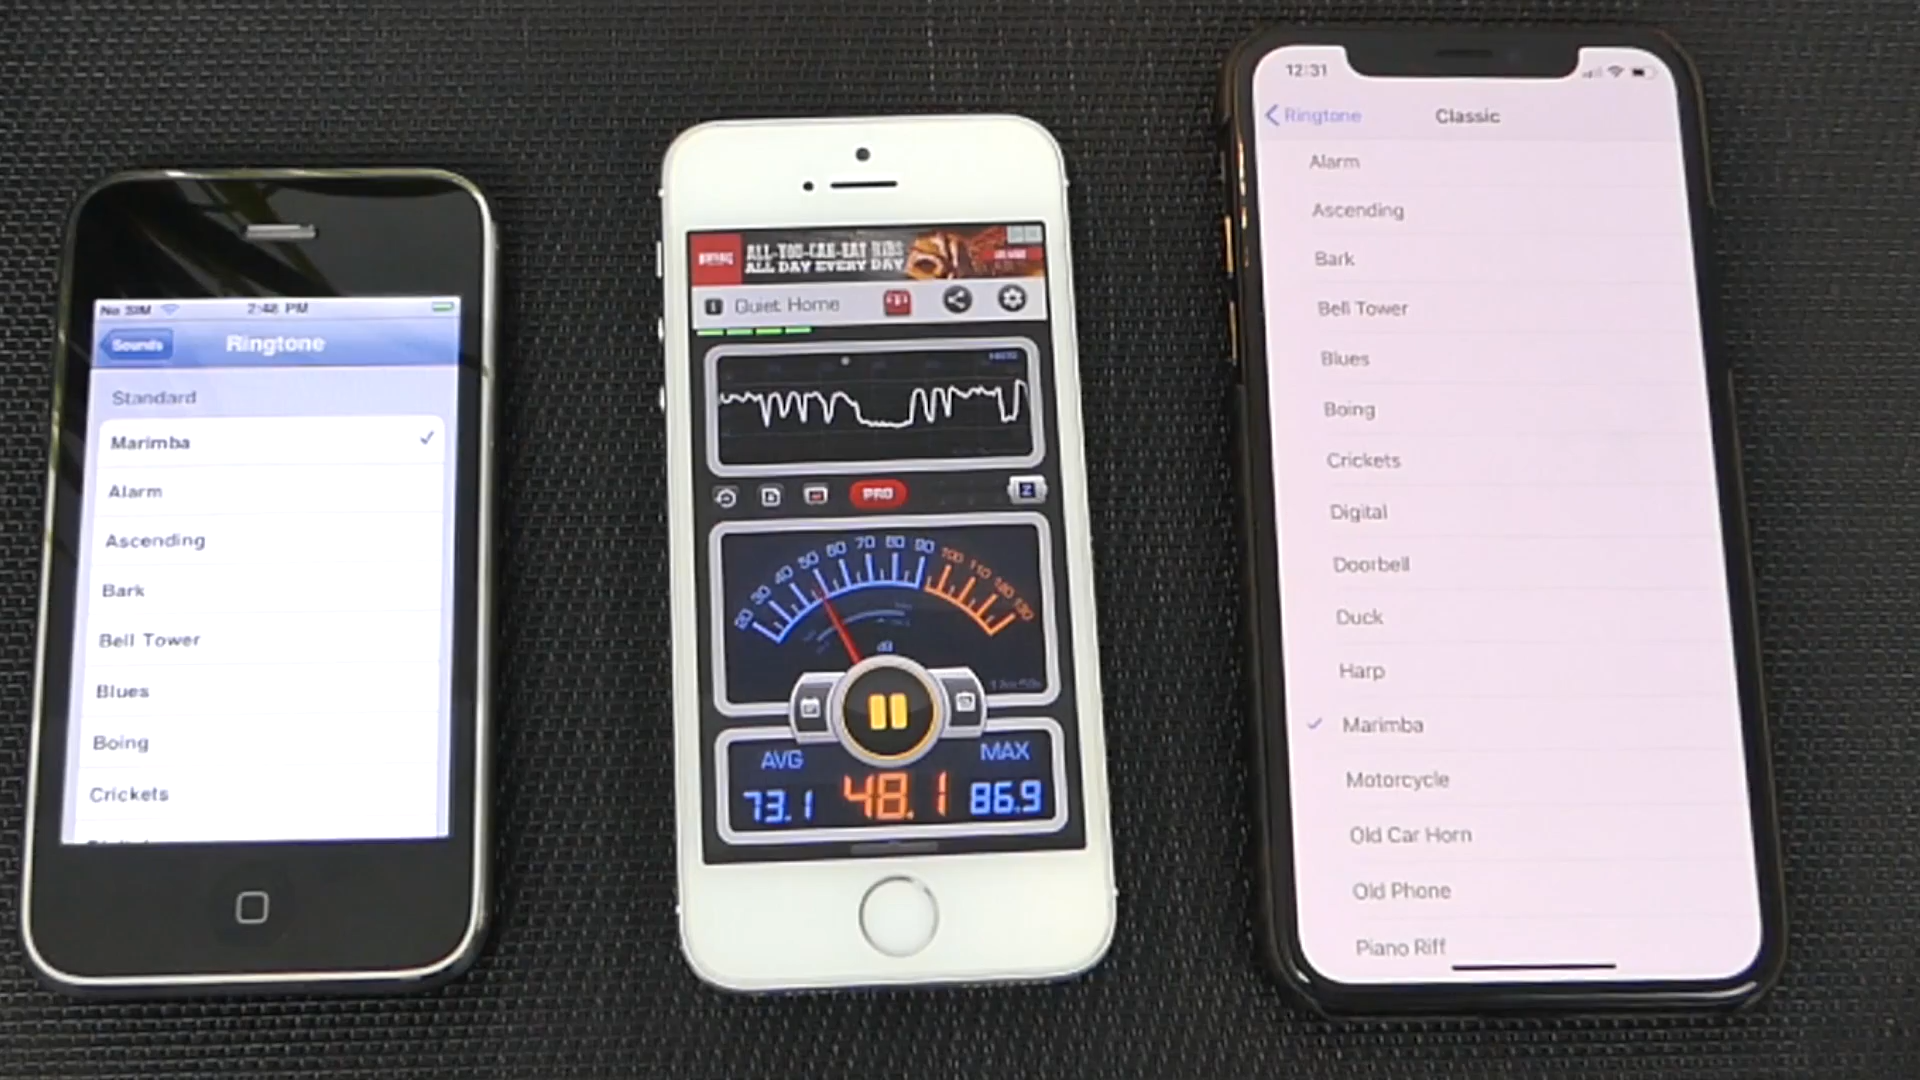 No SIM 2:48 PM
Sounds Ringtone
Standard
Marimba
Alarm
Ascending
Bark
Bell Tower
Blues
Boing
Crickets
ALL-YOU-CAN-EAT RIBS
ALL DAY EVERY DAY
Quiet Home
PRO
20 30 40 50 60 70 80 90 100 110 120 130
dB
AVG MAX
73.1 48.1 86.9
12:31
Ringtone Classic
Alarm
Ascending
Bark
Bell Tower
Blues
Boing
Crickets
Digital
Doorbell
Duck
Harp
Marimba
Motorcycle
Old Car Horn
Old Phone
Piano Riff